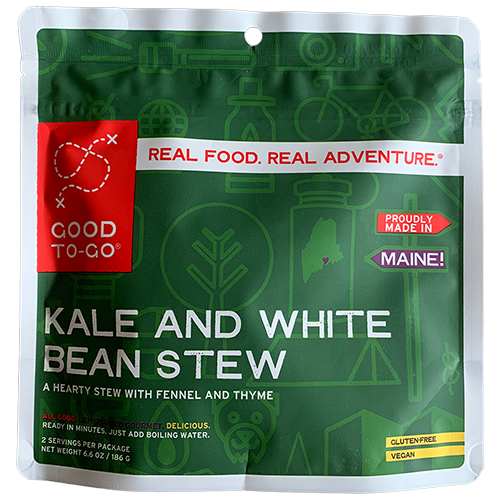 REAL FOOD. REAL ADVENTURE.®
GOOD
TO-GO®
PROUDLY
MADE IN
MAINE!
KALE AND WHITE
BEAN STEW
A HEARTY STEW WITH FENNEL AND THYME
ALL GOOD. GOURMET. DELICIOUS.
READY IN MINUTES. JUST ADD BOILING WATER.
2 SERVINGS PER PACKAGE
NET WEIGHT 6.6 OZ / 186 G
GLUTEN-FREE
VEGAN